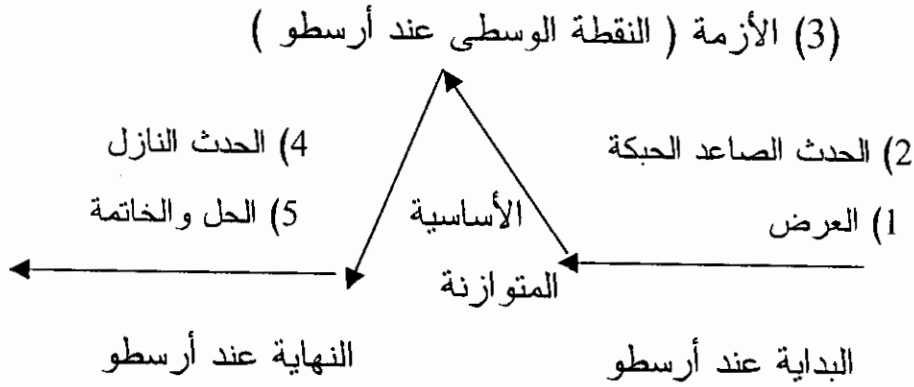 (3) الأزمة ( النقطة الوسطى عند أرسطو )
2) الحدث الصاعد الحبكة
4) الحدث النازل
1) العرض
الأساسية
5) الحل والخاتمة
المتوازنة
البداية عند أرسطو
النهاية عند أرسطو